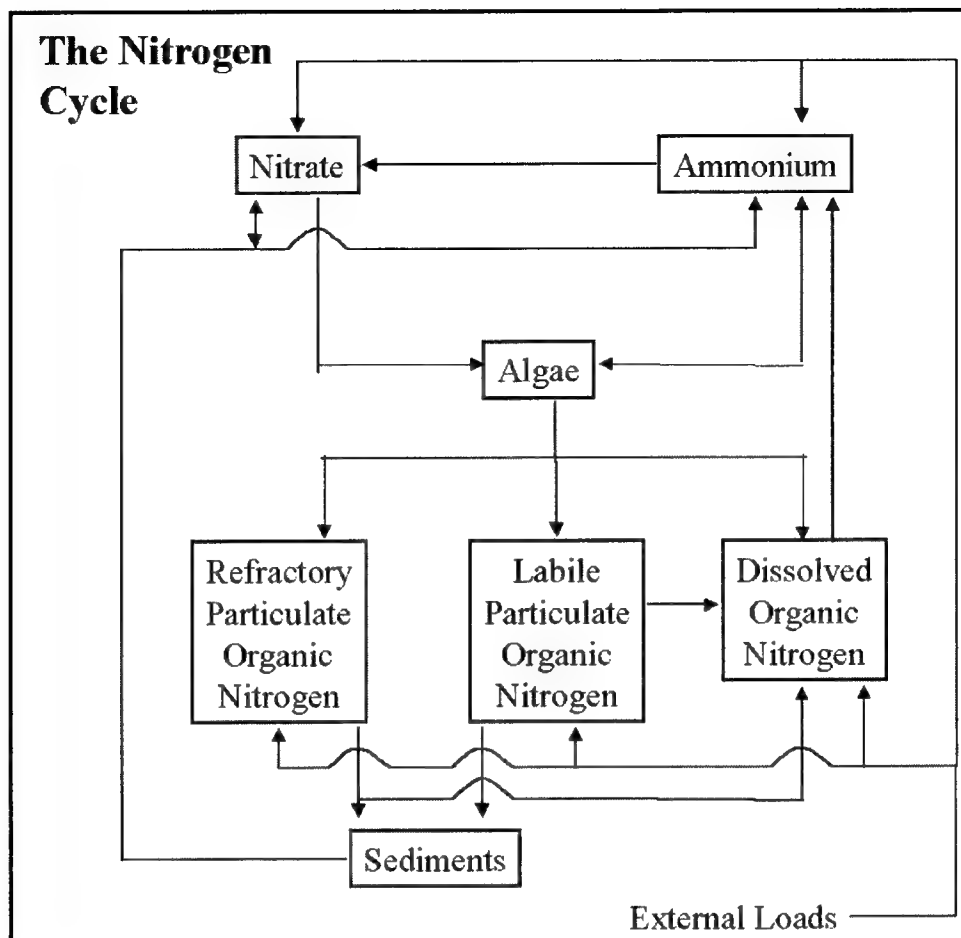 The Nitrogen
Cycle
Nitrate
Ammonium
Algae
Refractory
Particulate
Organic
Nitrogen
Labile
Particulate
Organic
Nitrogen
Dissolved
Organic
Nitrogen
Sediments
External Loads